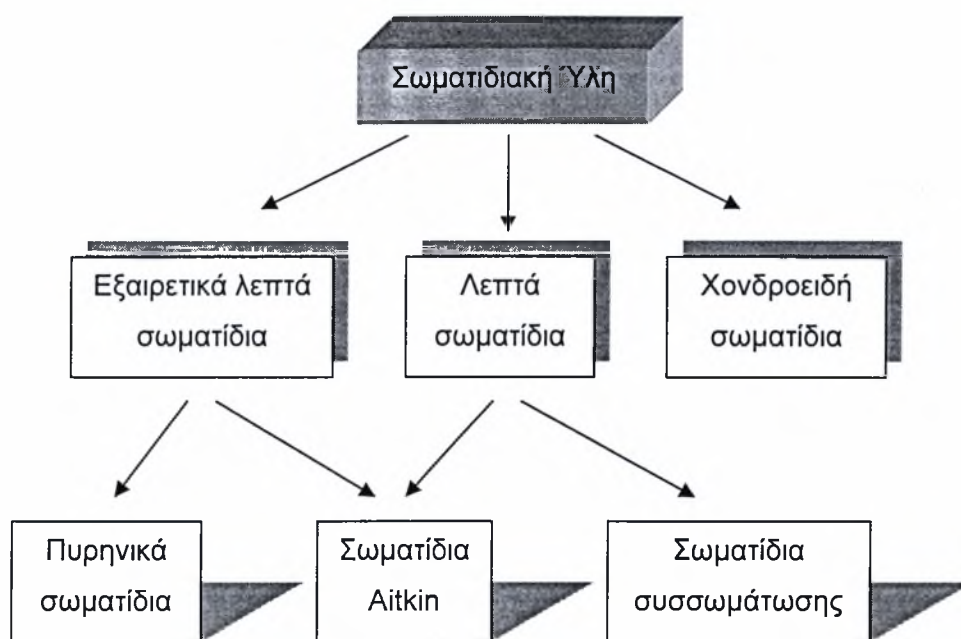 Σωματιδιακή Ύλη
Εξαιρετικά λεπτά
σωματίδια
Λεπτά
σωματίδια
Χονδροειδή
σωματίδια
Πυρηνικά
σωματίδια
Σωματίδια
Aitkin
Σωματίδια
συσσωμάτωσης